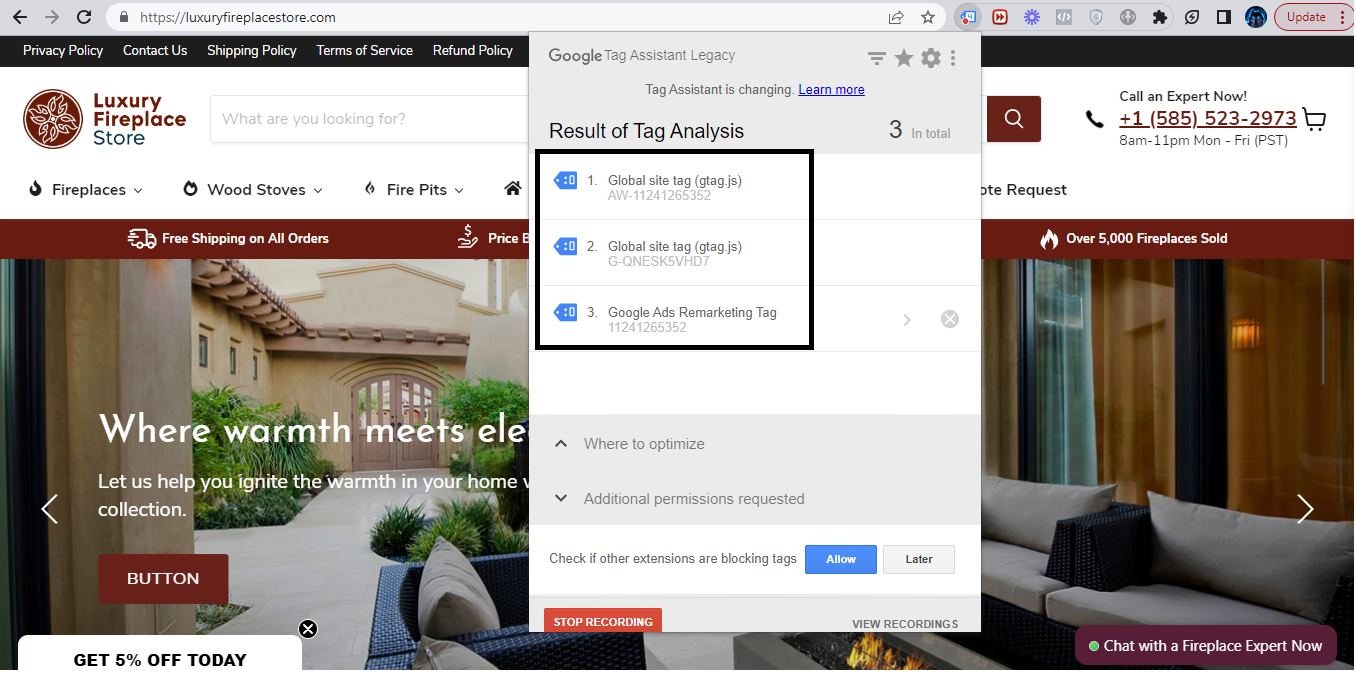 https://luxuryfireplacestore.com
Update
Privacy Policy Contact Us Shipping Policy Terms of Service Refund Policy
Google Tag Assistant Legacy
Tag Assistant is changing. Learn more
Result of Tag Analysis 3 In total
Luxury
Fireplace
Store
What are you looking for?
Call an Expert Now!
+1 (585) 523-2973
8am-11pm Mon - Fri (PST)
1. Global site tag (gtag.js)
AW-11241265352
2. Global site tag (gtag.js)
G-QNESK5VHD7
3. Google Ads Remarketing Tag
11241265352
Fireplaces Wood Stoves Fire Pits ote Request
Free Shipping on All Orders Price B Over 5,000 Fireplaces Sold
Where warmth meets ele
Let us help you ignite the warmth in your home w
collection.
BUTTON
Where to optimize
Additional permissions requested
Check if other extensions are blocking tags Allow Later
STOP RECORDING VIEW RECORDINGS
GET 5% OFF TODAY
Chat with a Fireplace Expert Now